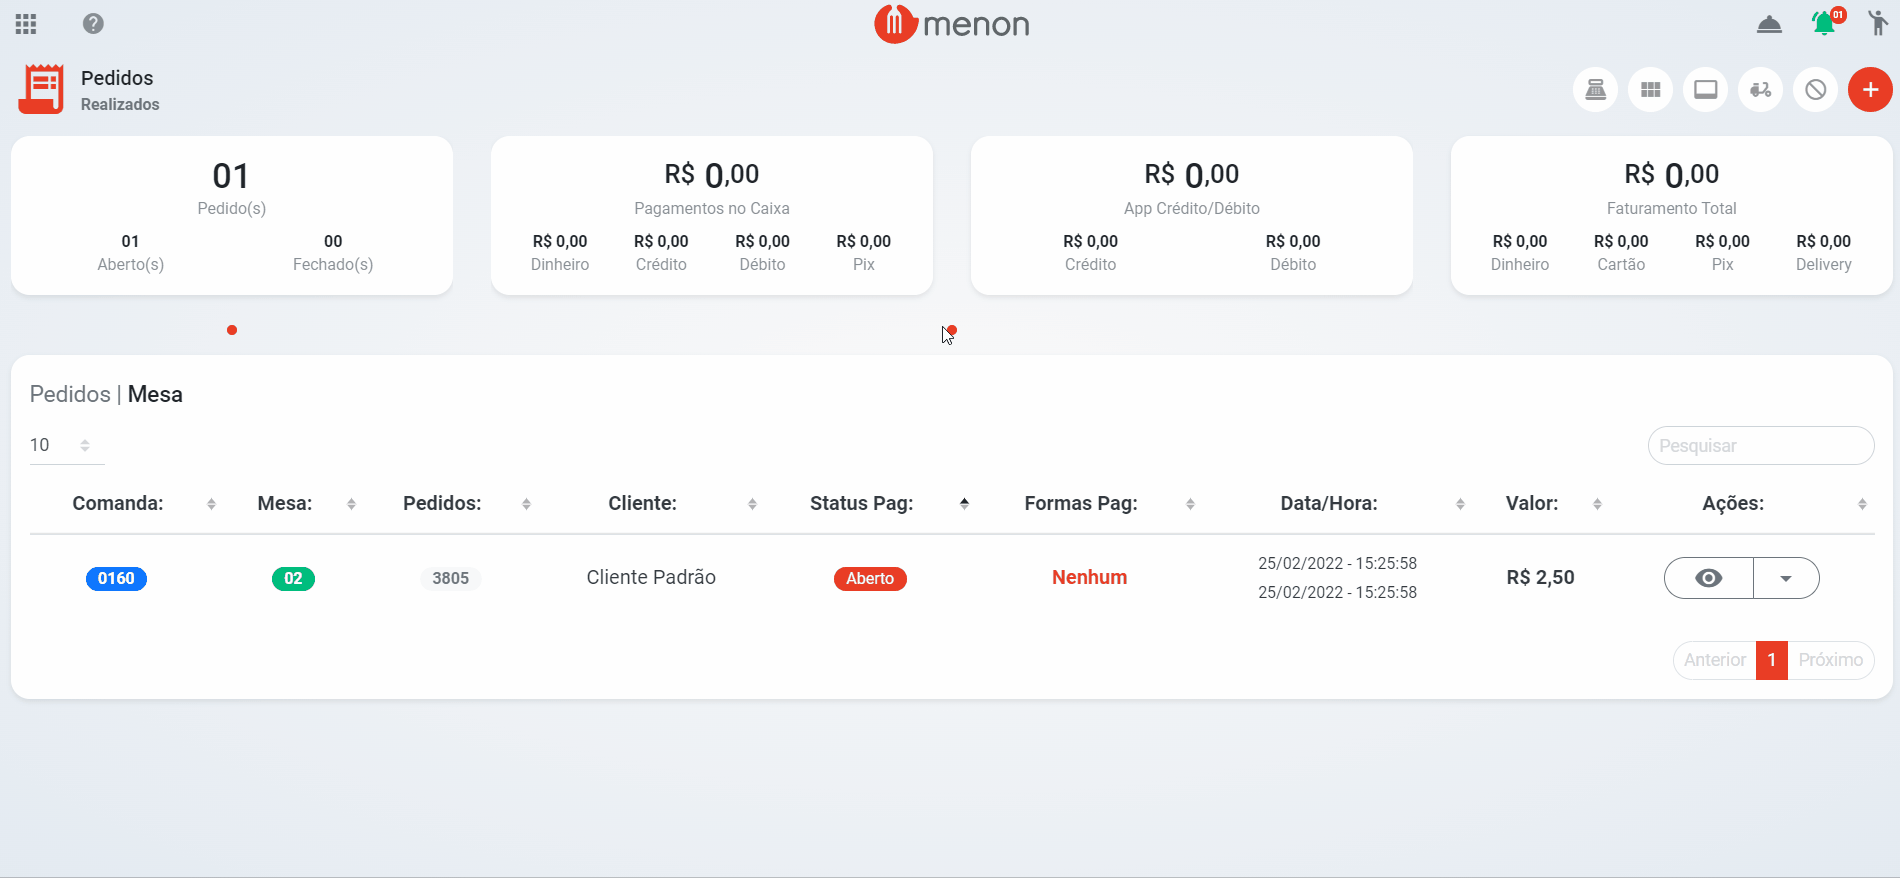 menon
01
Pedidos
Realizados
01
Pedido(s)
01
Aberto(s)
00
Fechado(s)
R$ 0,00
Pagamentos no Caixa
R$ 0,00 R$ 0,00 R$ 0,00 R$ 0,00
Dinheiro Crédito Débito Pix
R$ 0,00
App Crédito/Débito
R$ 0,00 R$ 0,00
Crédito Débito
R$ 0,00
Faturamento Total
R$ 0,00 R$ 0,00 R$ 0,00 R$ 0,00
Dinheiro Cartão Pix Delivery
Pedidos | Mesa
10
Pesquisar
Comanda: Mesa: Pedidos: Cliente: Status Pag: Formas Pag: Data/Hora: Valor: Ações:
0160 02 3805 Cliente Padrão Aberto Nenhum 25/02/2022 - 15:25:58 R$ 2,50
25/02/2022 - 15:25:58
Anterior 1 Próximo